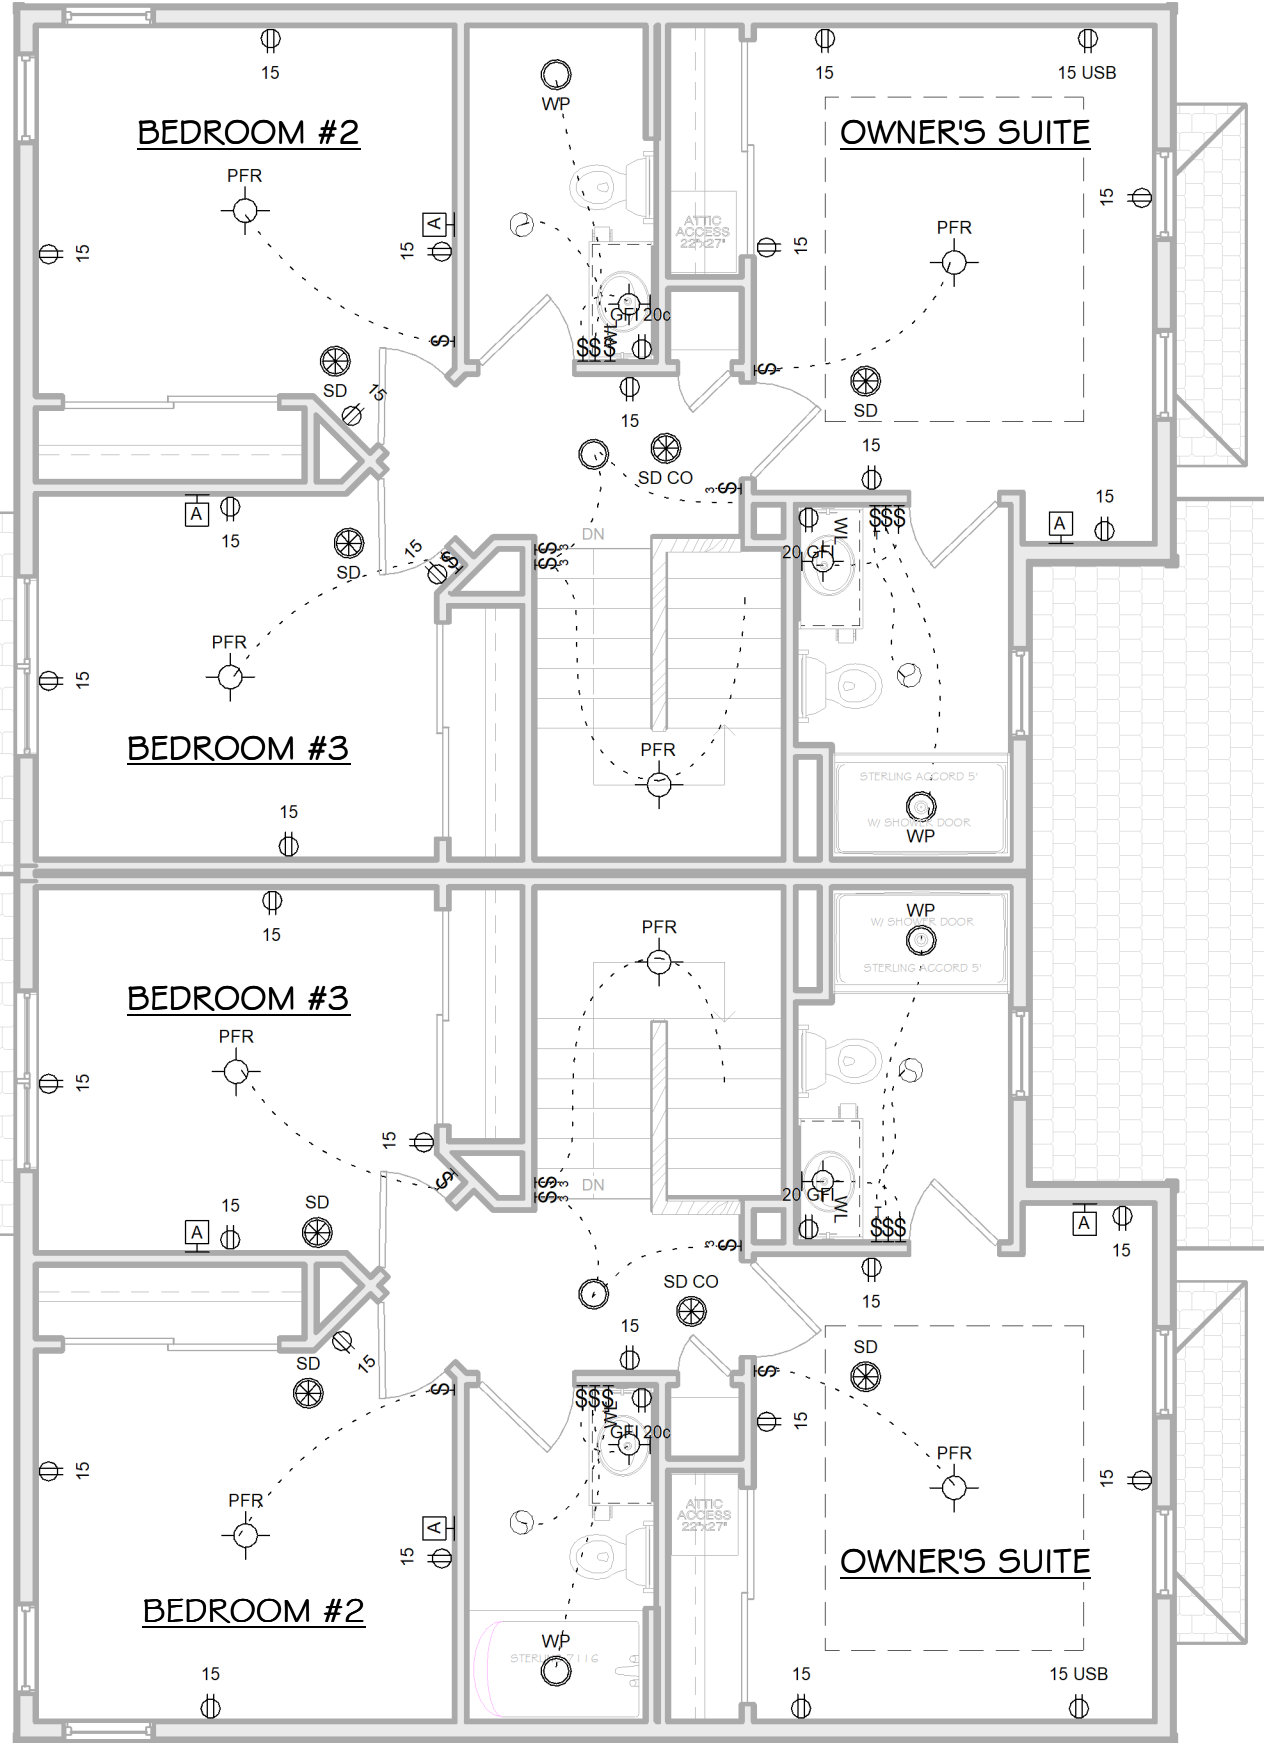 15
15
15 USB
WP
BEDROOM #2
OWNER'S SUITE
PFR
15
A
ATTIC
ACCESS
22"x27"
PFR
15
15
15
GFI 20c
WL
$
$$$
$
SD
15
SD
15
15
SD CO
3
$
A
15
SD
15
$
DN
$3
$3
WL
$$$
20 GFI
A
15
PFR
15
BEDROOM #3
PFR
STERLING ACCORD 5'
W/ SHOWER DOOR
WP
15
15
WP
W/ SHOWER DOOR
STERLING ACCORD 5'
PFR
BEDROOM #3
PFR
15
15
$
DN
$3
$3
20 GFI
WL
$$$
A
15
A
15
SD
3
$
SD CO
15
15
SD
15
$
$$$
WL
GFI 20c
$
SD
15
15
PFR
PFR
15
A
15
ATTIC
ACCESS
22"x27"
OWNER'S SUITE
BEDROOM #2
WP
15
15
15 USB